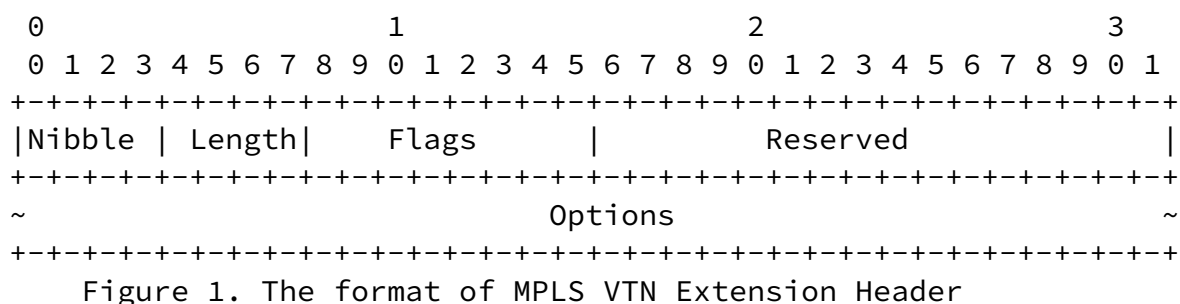 0                   1                   2                   3
 0 1 2 3 4 5 6 7 8 9 0 1 2 3 4 5 6 7 8 9 0 1 2 3 4 5 6 7 8 9 0 1
+-+-+-+-+-+-+-+-+-+-+-+-+-+-+-+-+-+-+-+-+-+-+-+-+-+-+-+-+-+-+-+-+
|Nibble | Length|    Flags      |         Reserved              |
+-+-+-+-+-+-+-+-+-+-+-+-+-+-+-+-+-+-+-+-+-+-+-+-+-+-+-+-+-+-+-+-+
~                             Options                           ~
+-+-+-+-+-+-+-+-+-+-+-+-+-+-+-+-+-+-+-+-+-+-+-+-+-+-+-+-+-+-+-+-+
    Figure 1. The format of MPLS VTN Extension Header